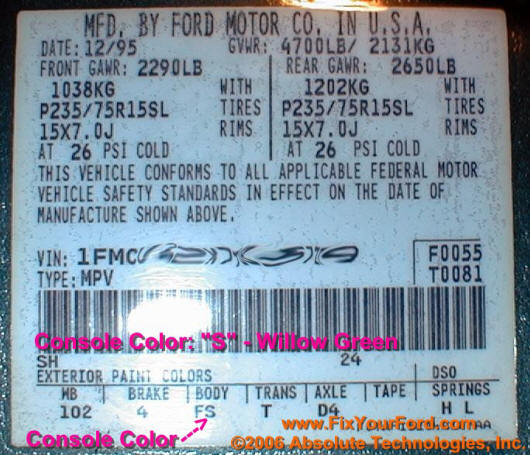 MFD. BY FORD MOTOR CO. IN U.S.A.
DATE: 12/95 GVWR: 4700LB/ 2131KG
FRONT GAWR: 2290LB REAR GAWR: 2650LB
1038KG WITH 1202KG WITH
P235/75R15SL TIRES P235/75R15SL TIRES
15X7.0J RIMS 15X7.0J RIMS
AT 26 PSI COLD AT 26 PSI COLD
THIS VEHICLE CONFORMS TO ALL APPLICABLE FEDERAL MOTOR
VEHICLE SAFETY STANDARDS IN EFFECT ON THE DATE OF
MANUFACTURE SHOWN ABOVE.
VIN: 1FMC F0055
TYPE: MPV T0081
Console Color: "S" - Willow Green
SH 24
EXTERIOR PAINT COLORS DSO
WB BRAKE BODY TRANS AXLE TAPE SPRINGS
102 4 FS T D4 H L
www.FixYourFord.com
Console Color ©2006 Absolute Technologies, Inc